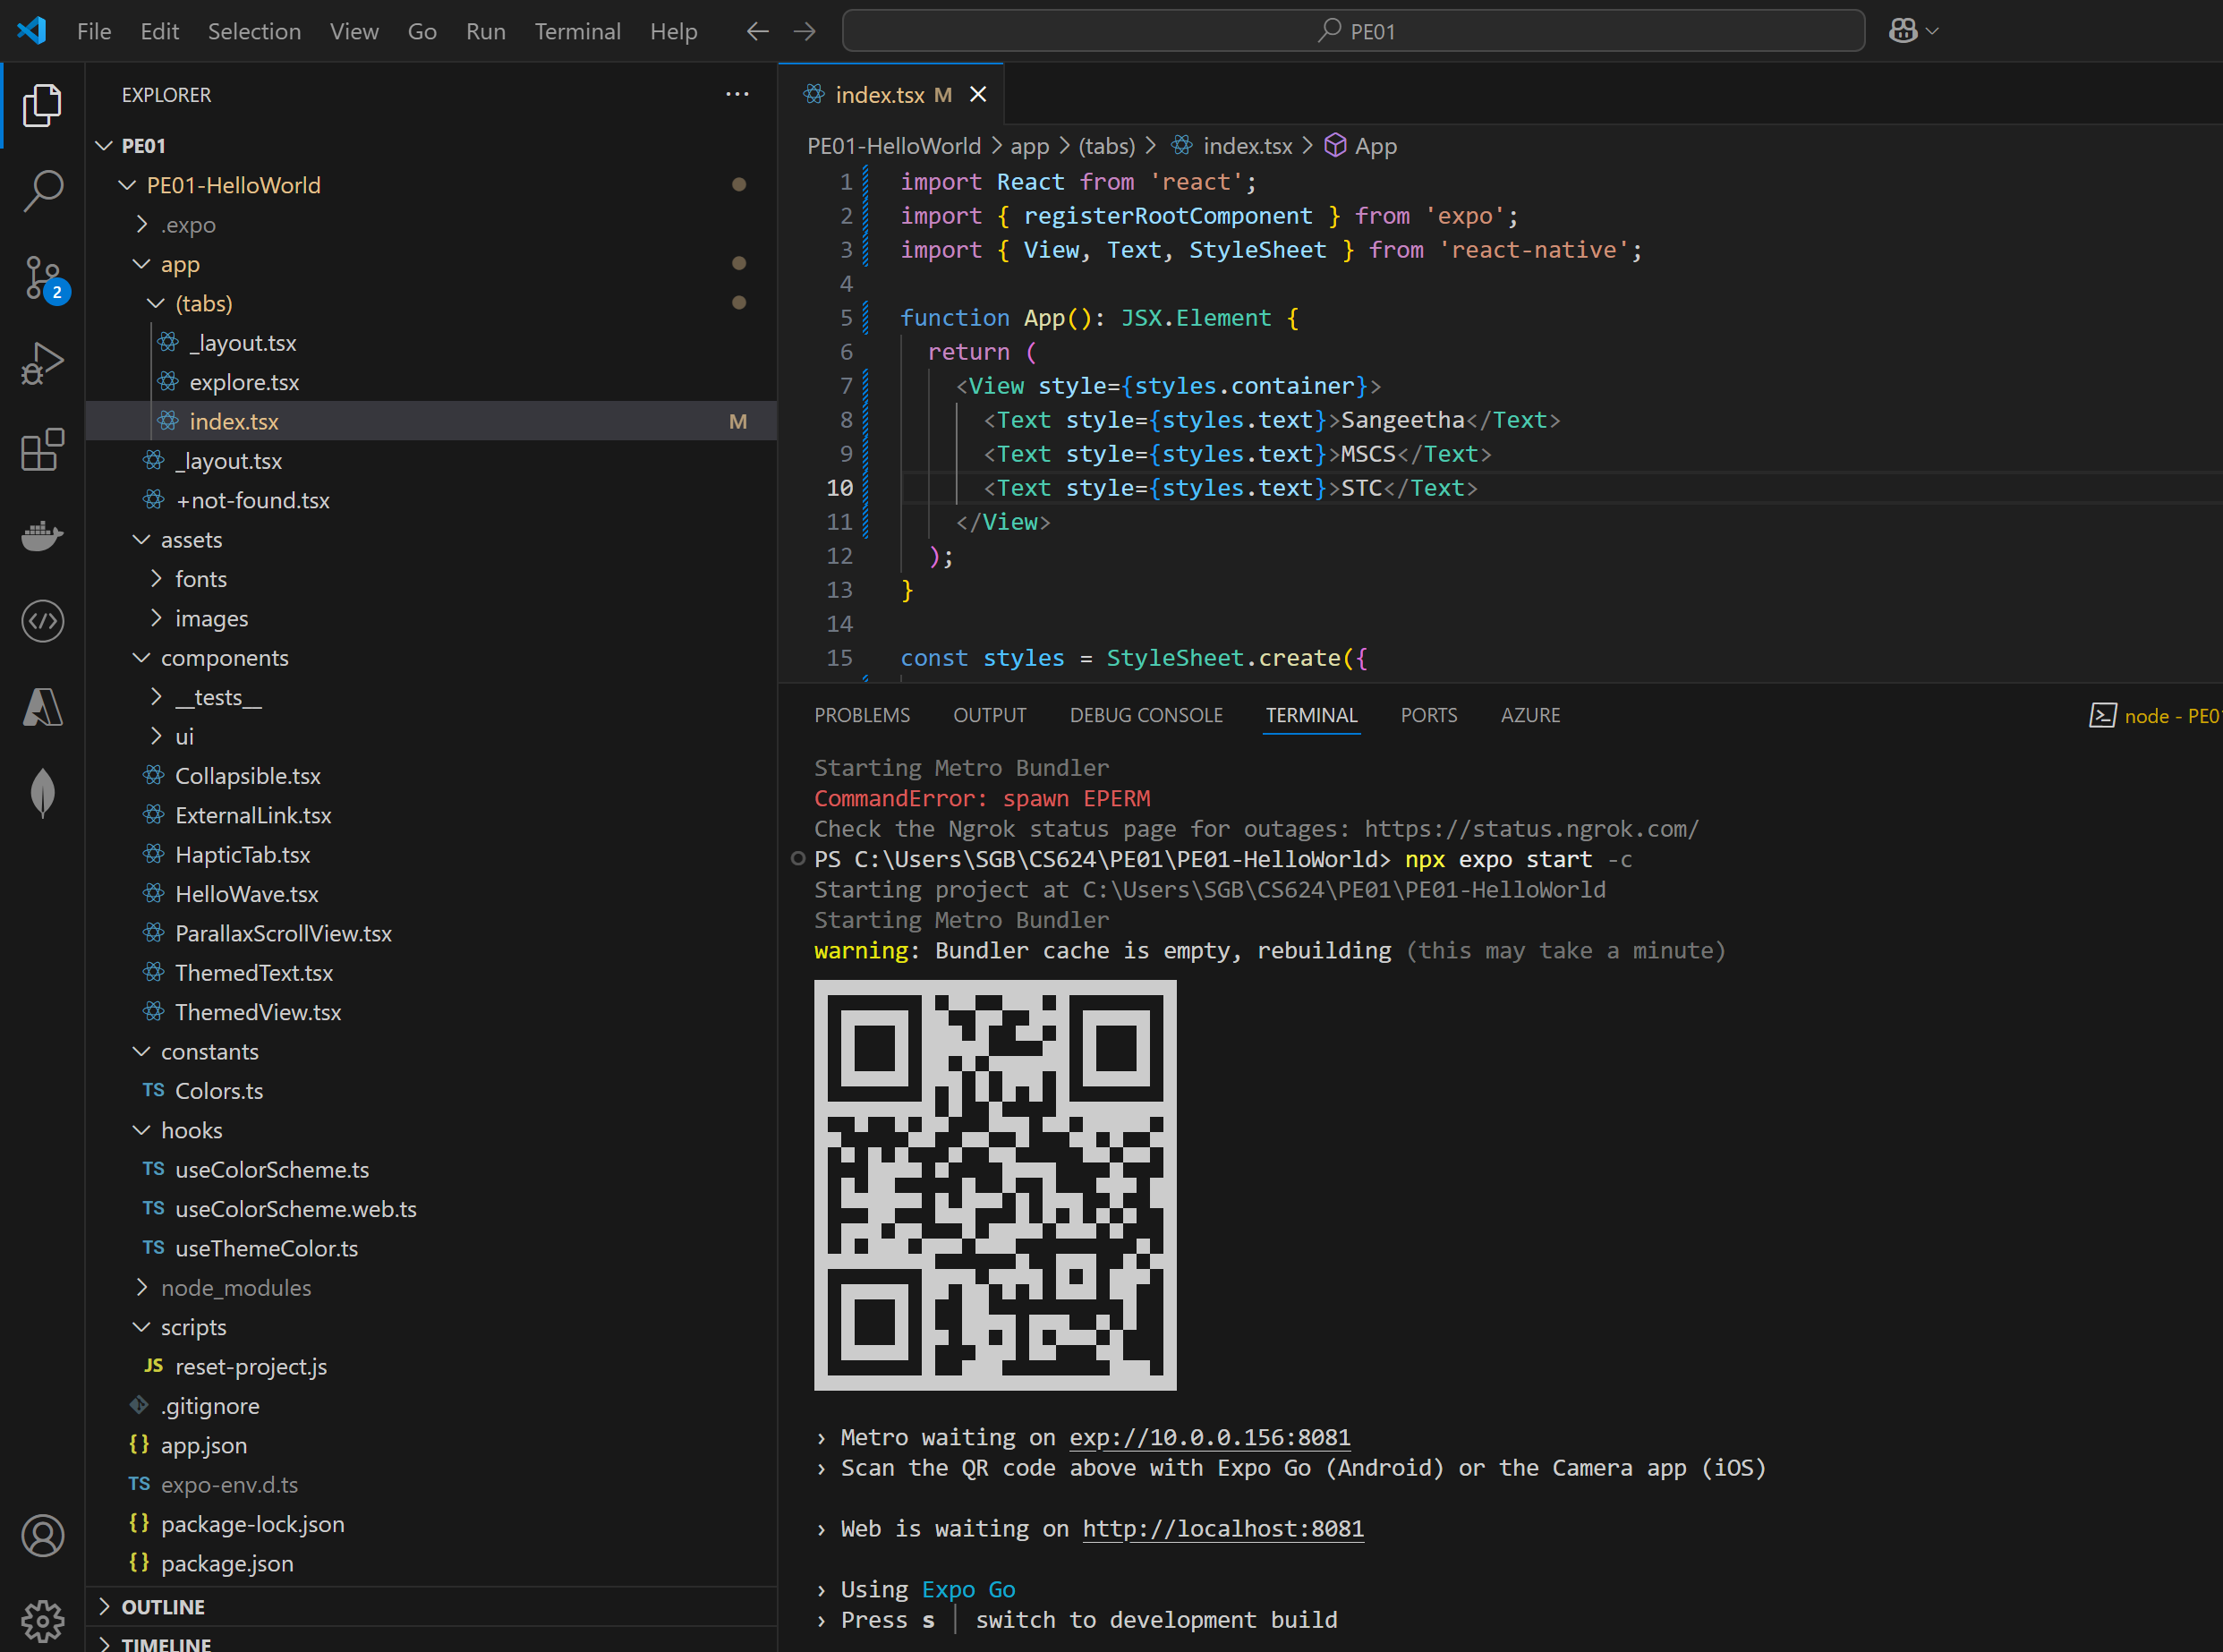 File Edit Selection View Go Run Terminal Help
PE01
EXPLORER
PE01
PE01-HelloWorld
.expo
app
(tabs)
_layout.tsx
explore.tsx
index.tsx M
_layout.tsx
+not-found.tsx
assets
fonts
images
components
__tests__
ui
Collapsible.tsx
ExternalLink.tsx
HapticTab.tsx
HelloWave.tsx
ParallaxScrollView.tsx
ThemedText.tsx
ThemedView.tsx
constants
TS Colors.ts
hooks
TS useColorScheme.ts
TS useColorScheme.web.ts
TS useThemeColor.ts
node_modules
scripts
JS reset-project.js
.gitignore
{} app.json
TS expo-env.d.ts
{} package-lock.json
{} package.json
OUTLINE
TIMELINE
2
index.tsx M
PE01-HelloWorld > app > (tabs) > index.tsx > App
1 import React from 'react';
2 import { registerRootComponent } from 'expo';
3 import { View, Text, StyleSheet } from 'react-native';
4
5 function App(): JSX.Element {
6 return (
7 <View style={styles.container}>
8 <Text style={styles.text}>Sangeetha</Text>
9 <Text style={styles.text}>MSCS</Text>
10 <Text style={styles.text}>STC</Text>
11 </View>
12 );
13 }
14
15 const styles = StyleSheet.create({
PROBLEMS OUTPUT DEBUG CONSOLE TERMINAL PORTS AZURE
node - PE01
Starting Metro Bundler
CommandError: spawn EPERM
Check the Ngrok status page for outages: https://status.ngrok.com/
PS C:\Users\SGB\CS624\PE01\PE01-HelloWorld> npx expo start -c
Starting project at C:\Users\SGB\CS624\PE01\PE01-HelloWorld
Starting Metro Bundler
warning: Bundler cache is empty, rebuilding (this may take a minute)
› Metro waiting on exp://10.0.0.156:8081
› Scan the QR code above with Expo Go (Android) or the Camera app (iOS)
› Web is waiting on http://localhost:8081
› Using Expo Go
› Press s │ switch to development build